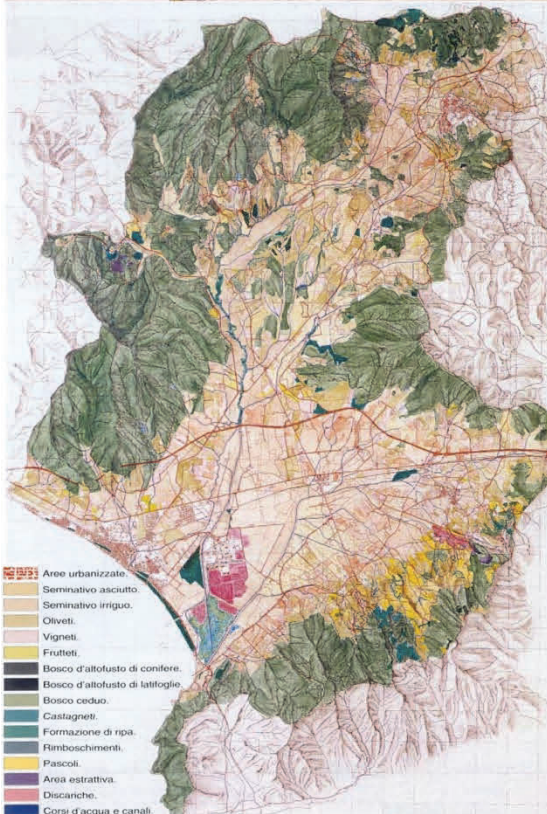 Aree urbanizzate.
Seminativo asciutto.
Seminativo irriguo.
Oliveti.
Vigneti.
Frutteti.
Bosco d'altofusto di conifere.
Bosco d'altofusto di latifoglie.
Bosco ceduo.
Castagneti.
Formazione di ripa.
Rimboschimenti.
Pascoli.
Area estrattiva.
Discariche.
Corsi d'acqua e canali.